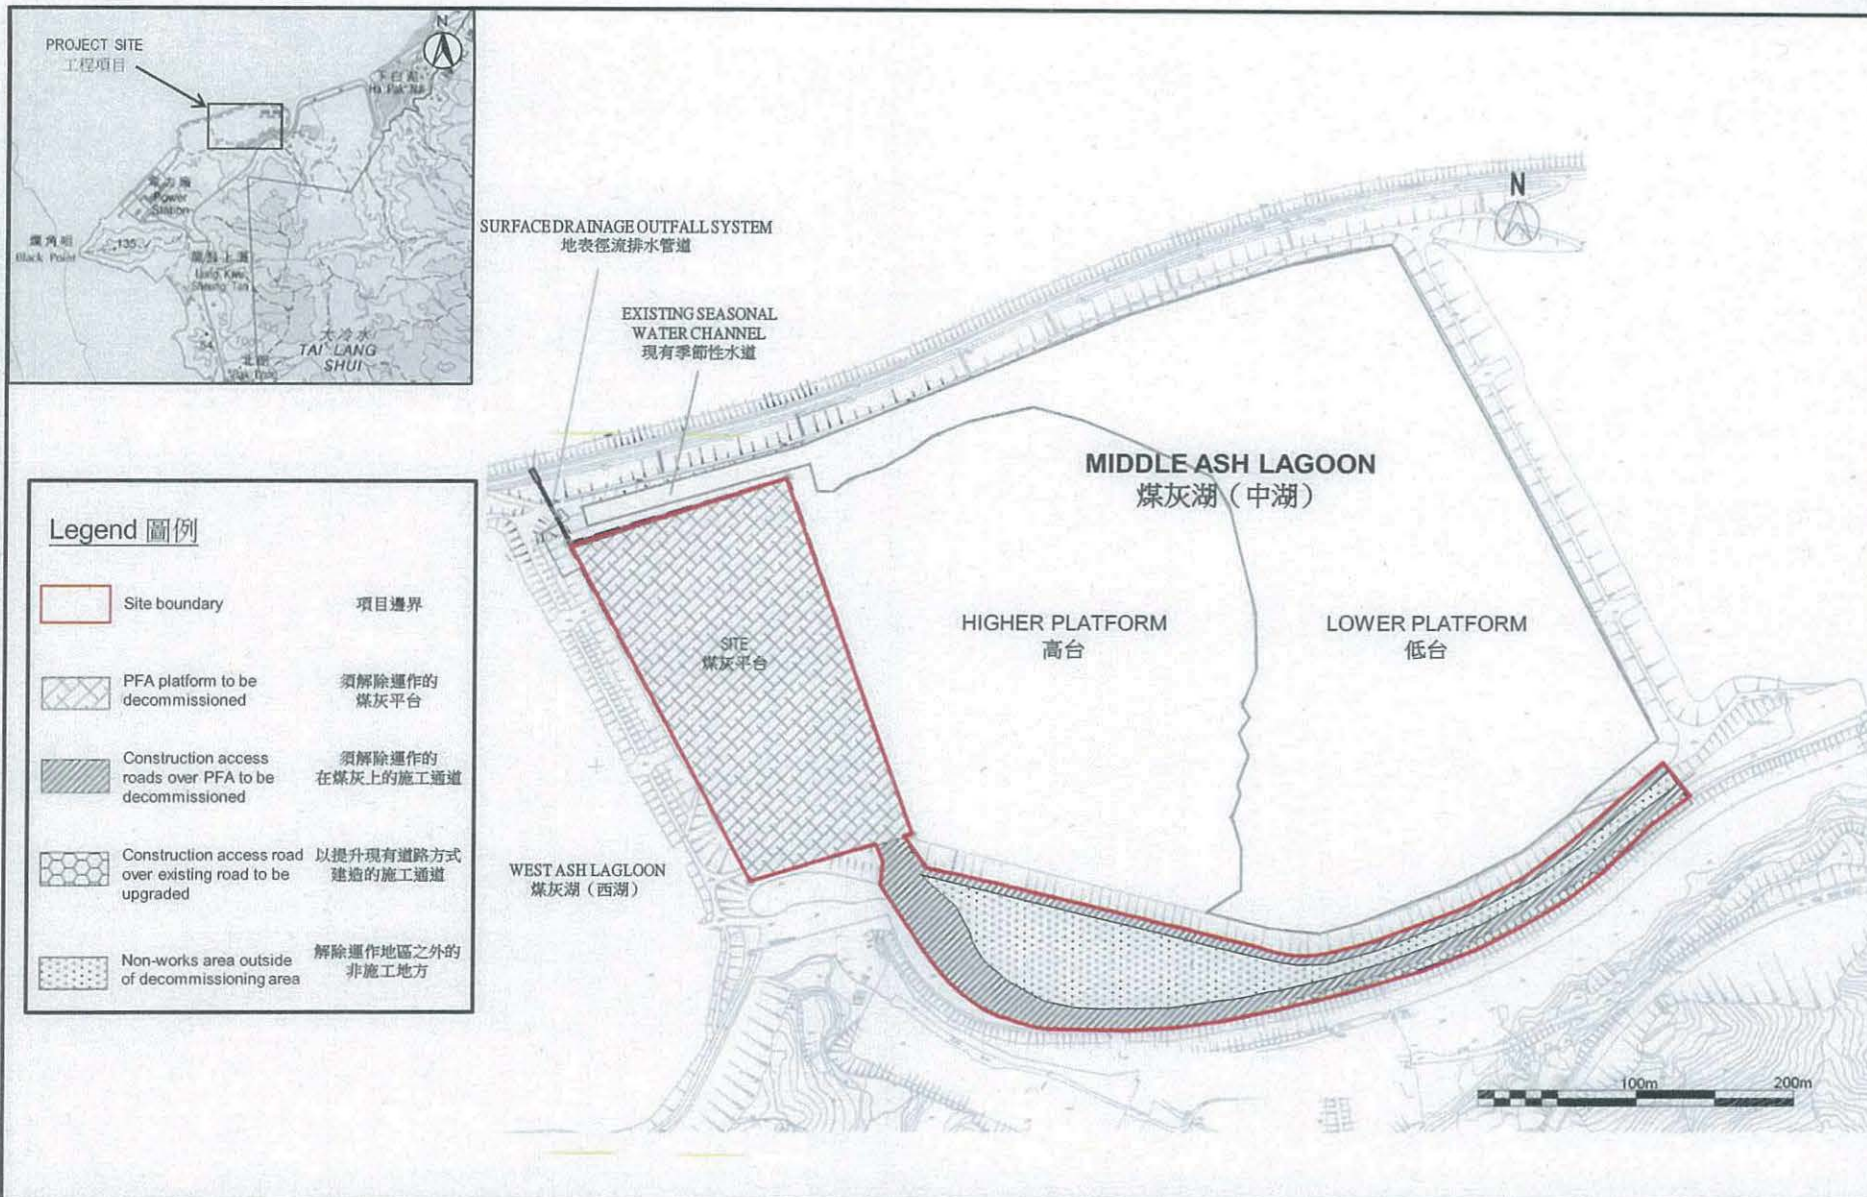 PROJECT SITE
工程項目
N
下白泥
Ha Pak Nai
Power
Station
爛角咀
Black Point
135
龍鼓上灘
Lung Kwu
Sheung Tan
64
大冷水
TAI LANG
SHUI
北朗
Pak Long
SURFACE DRAINAGE OUTFALL SYSTEM
地表徑流排水管道
EXISTING SEASONAL
WATER CHANNEL
現有季節性水道
N
MIDDLE ASH LAGOON
煤灰湖（中湖）
HIGHER PLATFORM
高台
LOWER PLATFORM
低台
SITE
煤灰平台
WEST ASH LAGLOON
煤灰湖（西湖）
Legend 圖例
Site boundary 項目邊界
PFA platform to be 須解除運作的
decommissioned 煤灰平台
Construction access 須解除運作的
roads over PFA to be 在煤灰上的施工通道
decommissioned
Construction access road 以提升現有道路方式
over existing road to be 建造的施工通道
upgraded
Non-works area outside 解除運作地區之外的
of decommissioning area 非施工地方
100m 200m